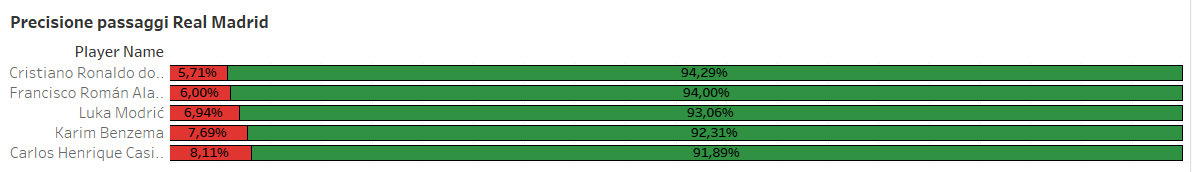 Precisione passaggi Real Madrid
Player Name
Cristiano Ronaldo do.. 5,71% 94,29%
Francisco Román Ala.. 6,00% 94,00%
Luka Modrić 6,94% 93,06%
Karim Benzema 7,69% 92,31%
Carlos Henrique Casi.. 8,11% 91,89%